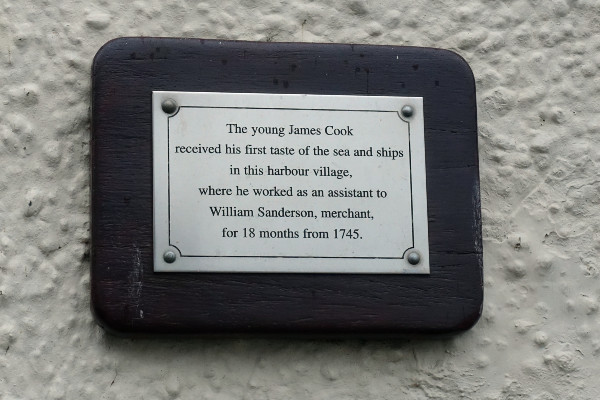 The young James Cook
received his first taste of the sea and ships
in this harbour village,
where he worked as an assistant to
William Sanderson, merchant,
for 18 months from 1745.